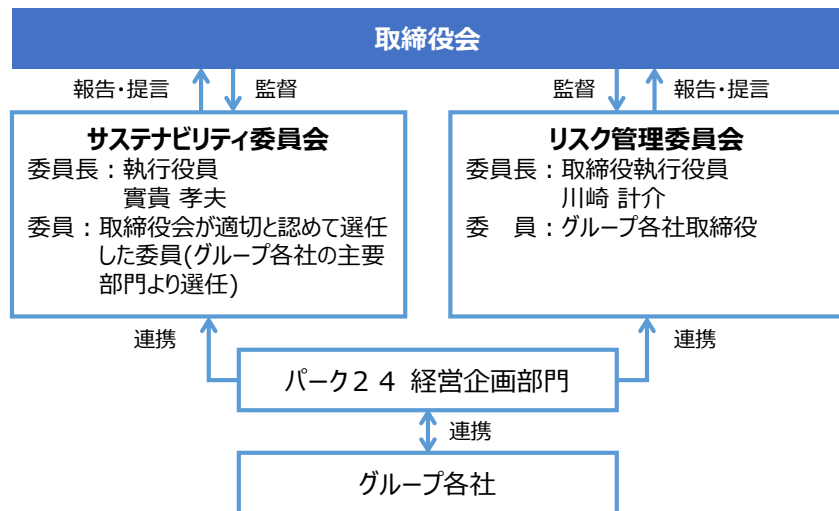 取締役会
報告・提言
監督
監督
報告・提言
サステナビリティ委員会
委員長：執行役員
實貴 孝夫
委員：取締役会が適切と認めて選任
した委員(グループ各社の主要
部門より選任)
リスク管理委員会
委員長：取締役執行役員
川崎 計介
委　員：グループ各社取締役
連携
連携
パーク２４ 経営企画部門
連携
グループ各社